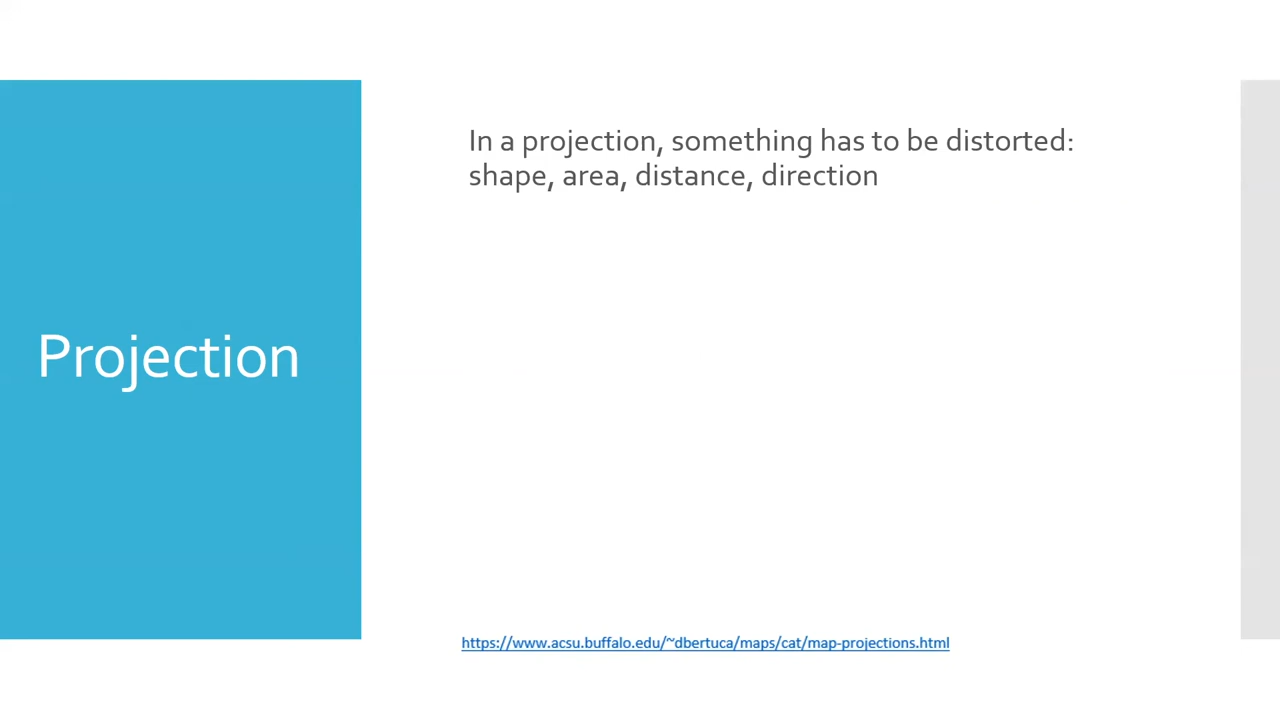 Projection
In a projection, something has to be distorted:
shape, area, distance, direction
https://www.acsu.buffalo.edu/~dbertuca/maps/cat/map-projections.html